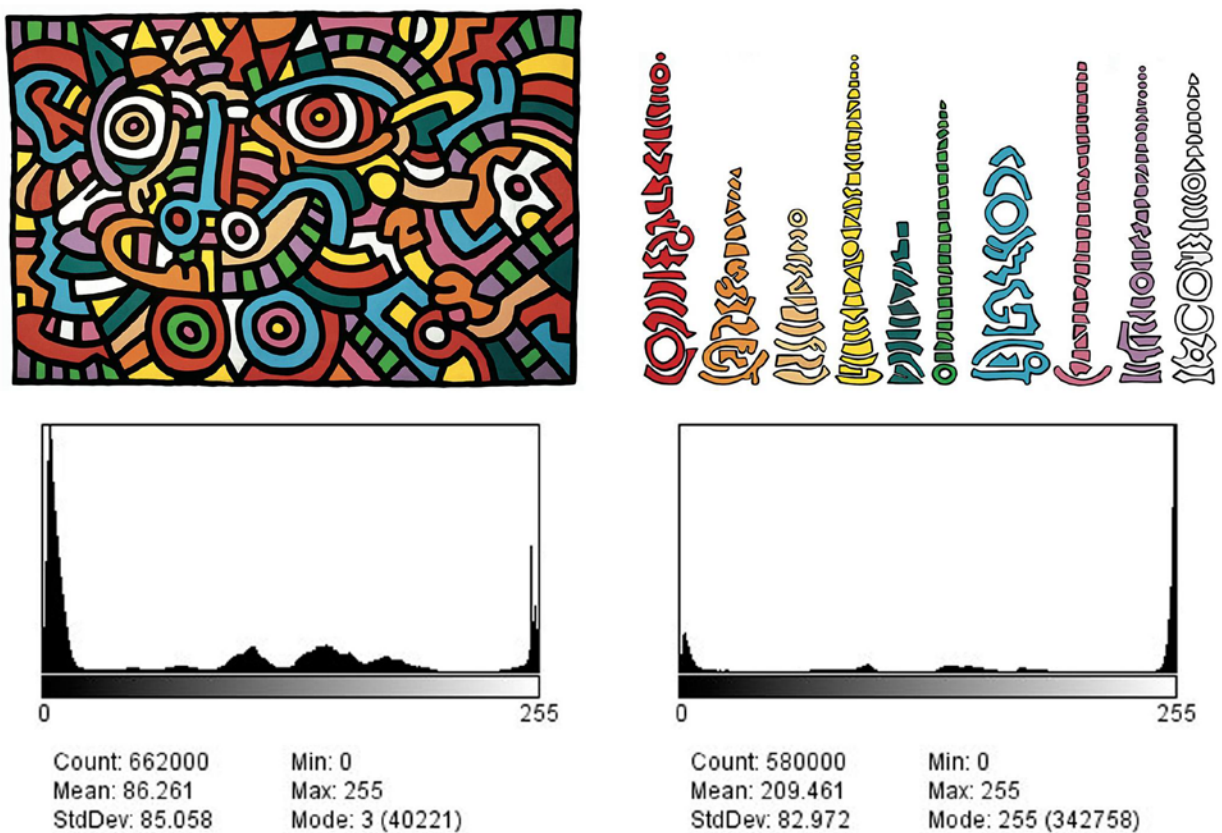 0 255
Count: 662000 Min: 0
Mean: 86.261 Max: 255
StdDev: 85.058 Mode: 3 (40221)
0 255
Count: 580000 Min: 0
Mean: 209.461 Max: 255
StdDev: 82.972 Mode: 255 (342758)